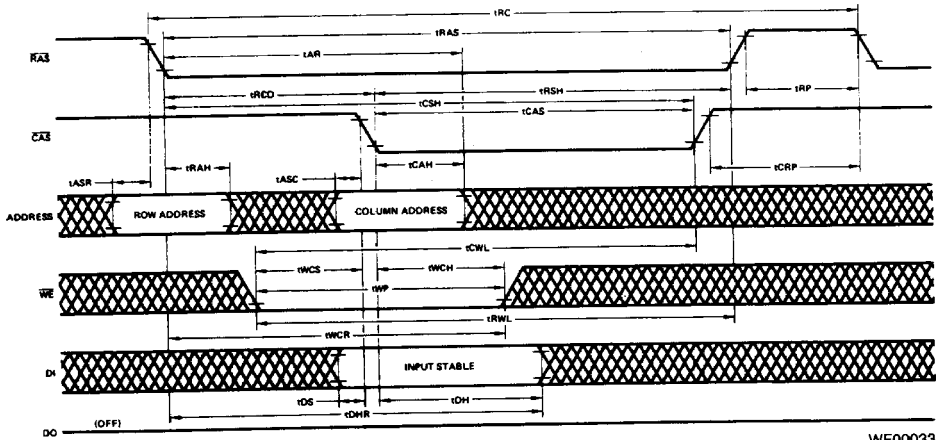 tRC
tRAS
tAR
RAS
tRCD
tRSH
tRP
tCSH
tCAS
CAS
tASR
tRAH
tASC
tCAH
tCRP
ADDRESS
ROW ADDRESS
COLUMN ADDRESS
tCWL
tWCS
tWCH
WE
tWP
tRWL
tWCR
DI
INPUT STABLE
tDS
tDH
tDHR
DO
(OFF)